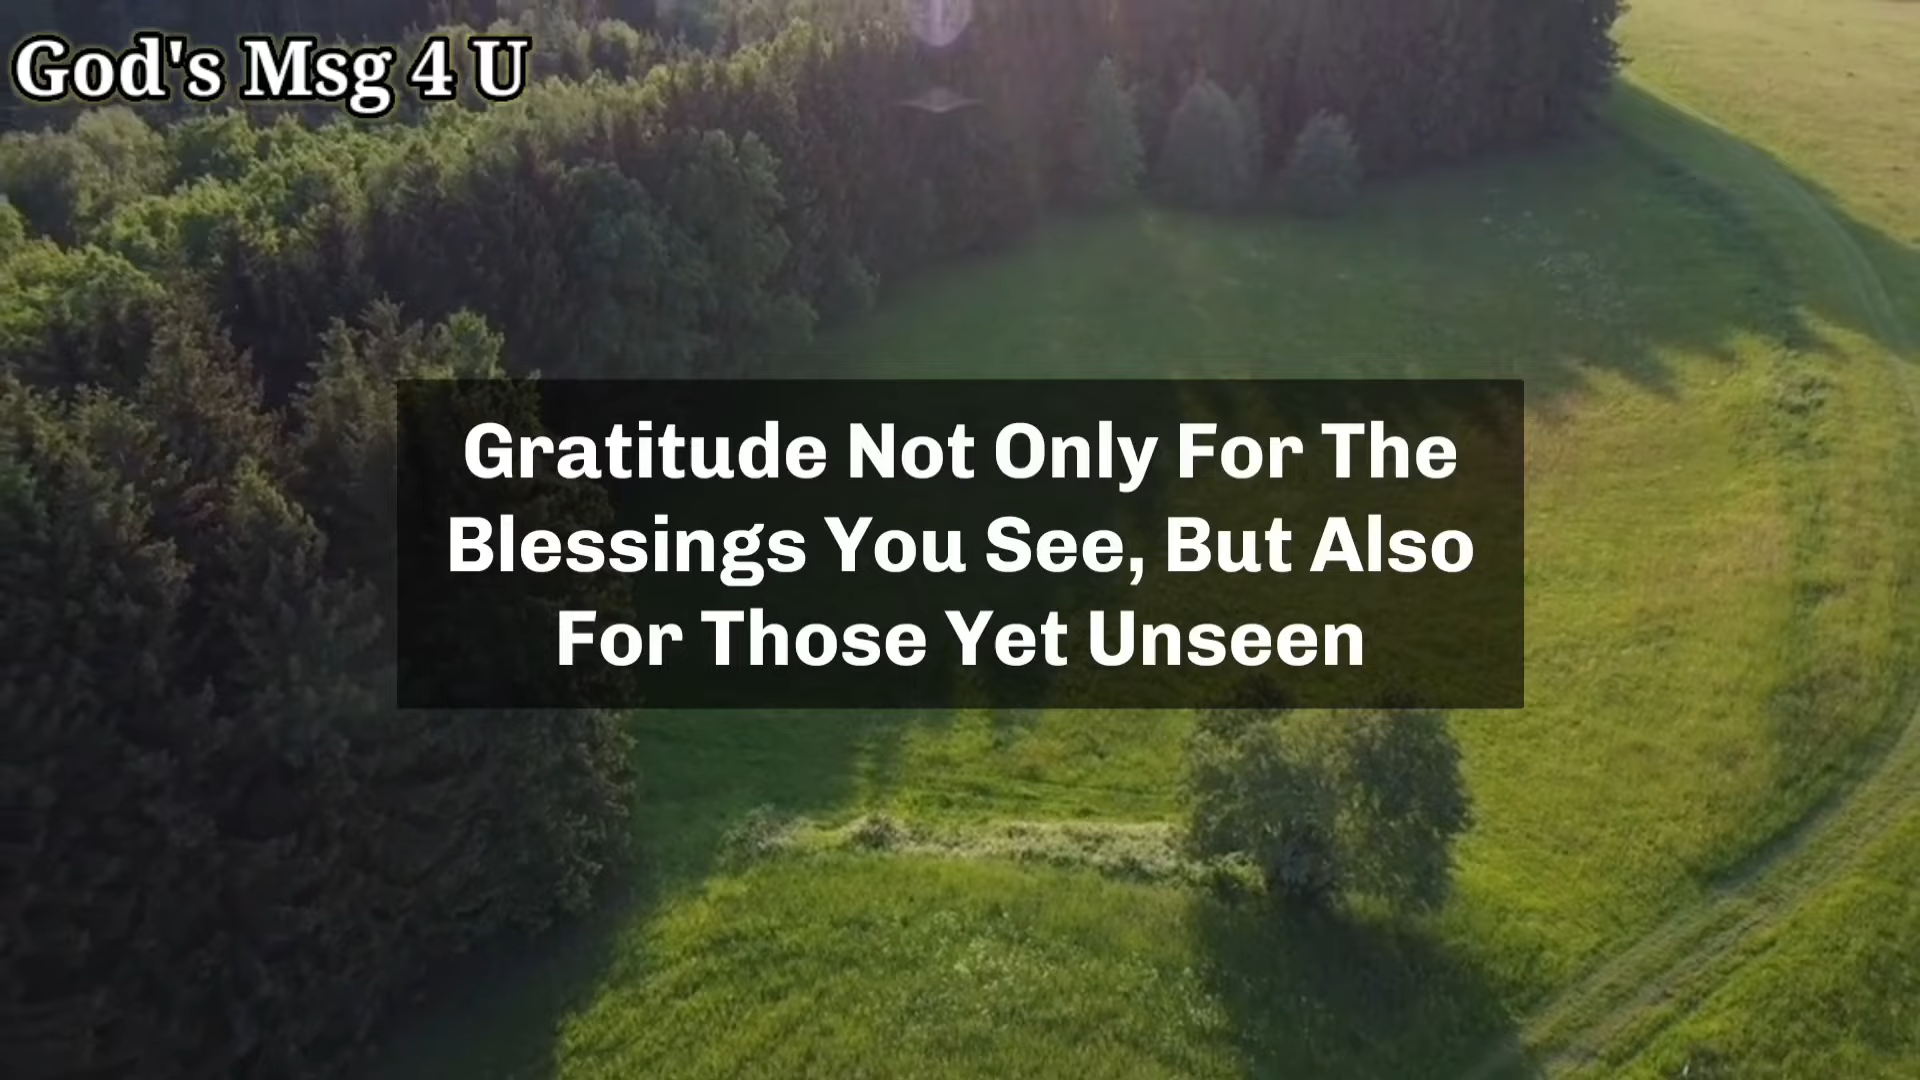 God's Msg 4 U
Gratitude Not Only For The
Blessings You See, But Also
For Those Yet Unseen